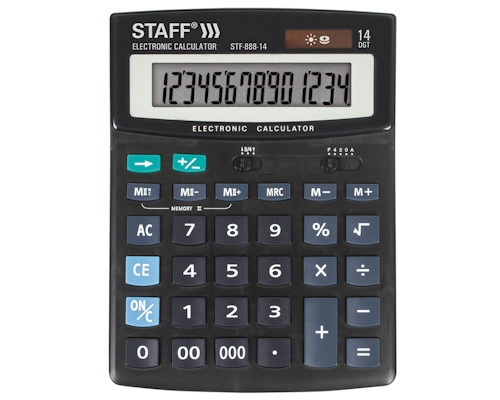 STAFF®
ELECTRONIC CALCULATOR STF-888-14
14
DGT
12345678901234
ELECTRONIC CALCULATOR
→ +/− F420A
MII− MII+ MRC M− M+
MEMORY II
AC 7 8 9 % √
CE 4 5 6 X ÷
ON/C 1 2 3 −
+
0 00 000 · =